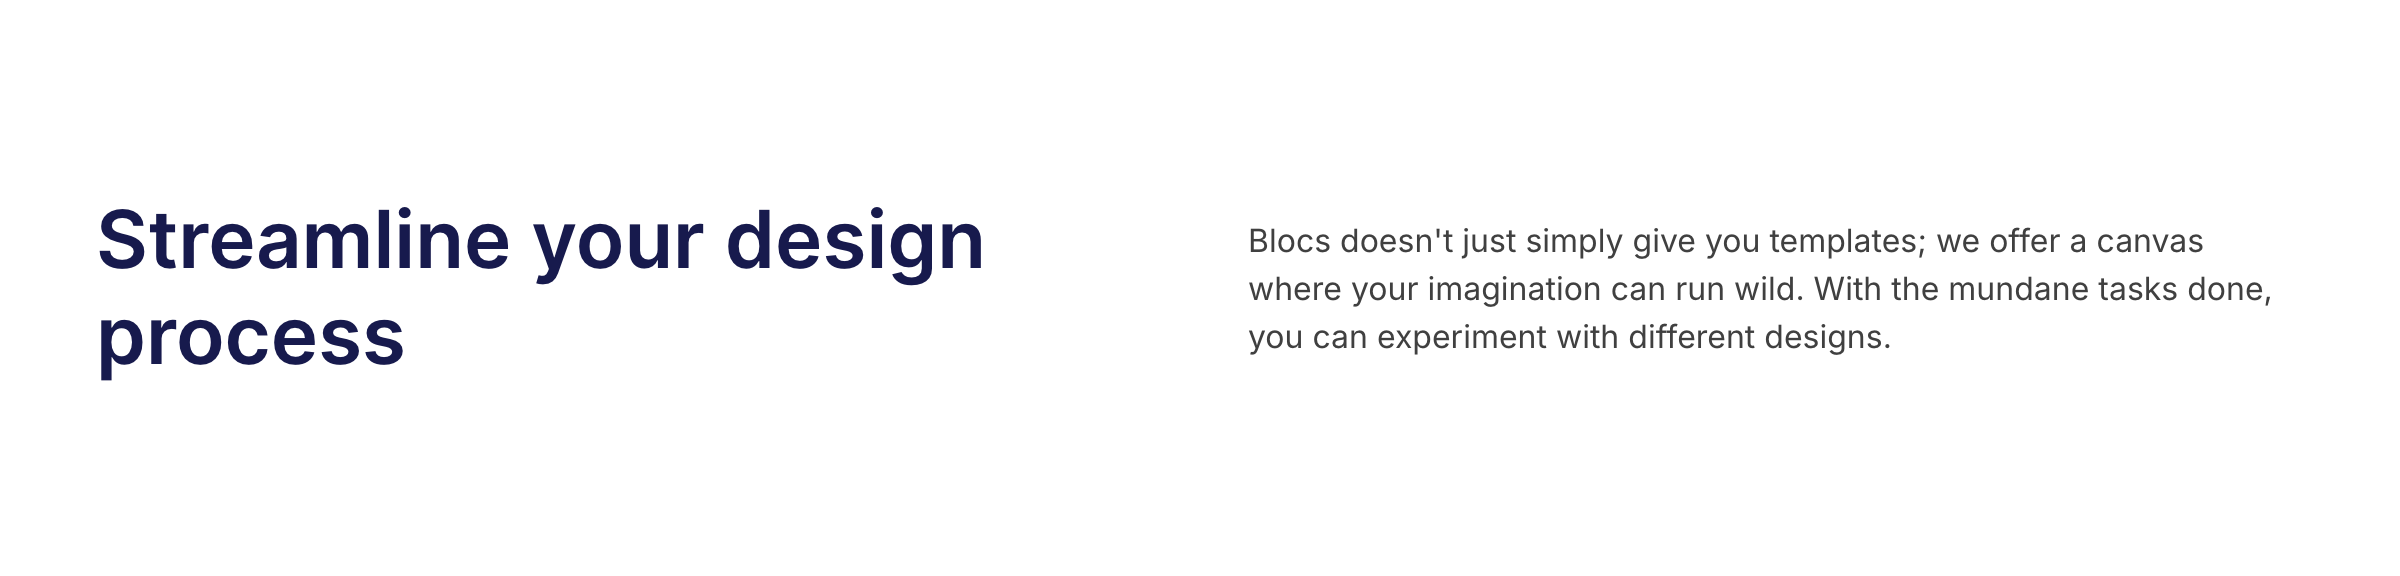 Streamline your design
process
Blocs doesn't just simply give you templates; we offer a canvas
where your imagination can run wild. With the mundane tasks done,
you can experiment with different designs.